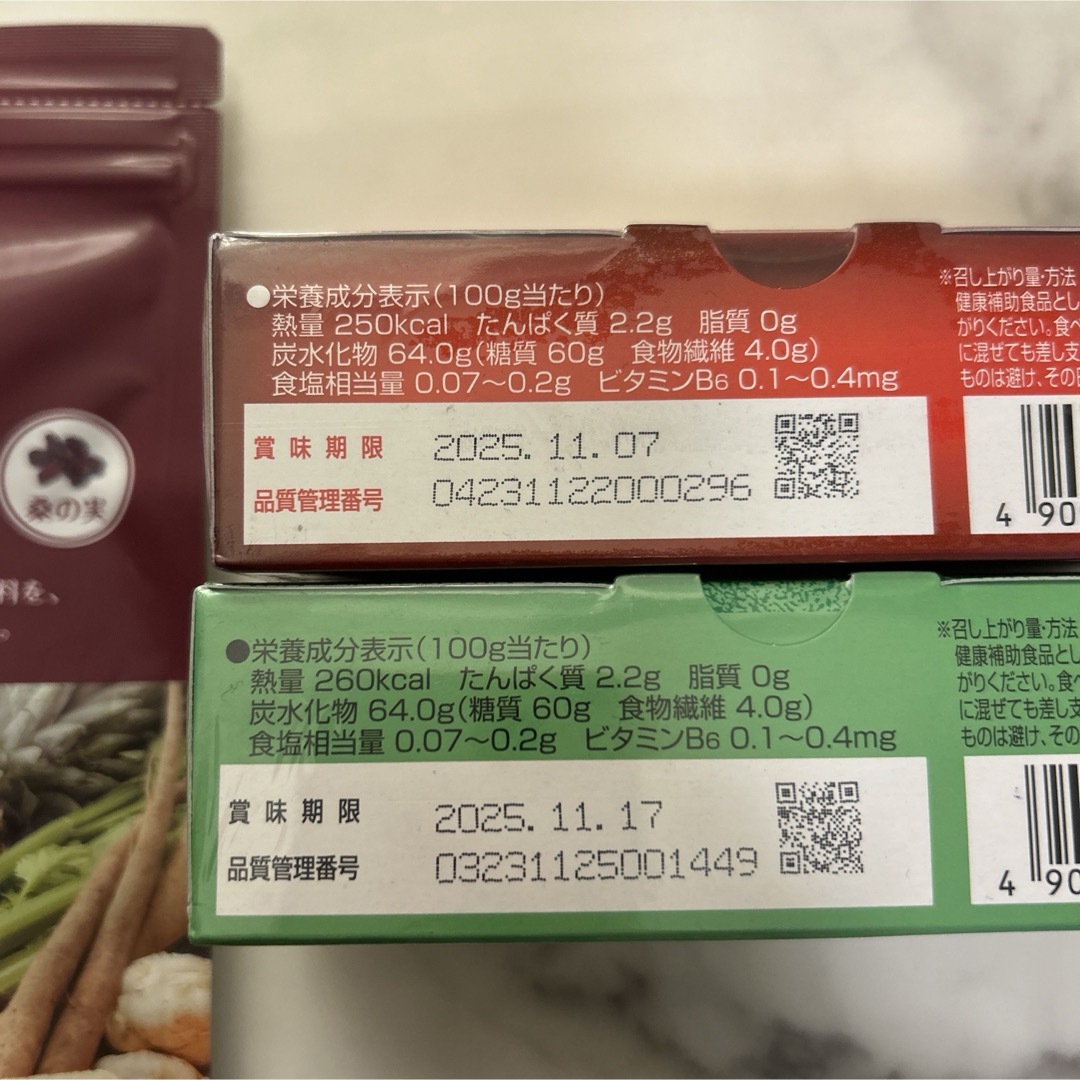 桑の実
料を、
●栄養成分表示(100g当たり)
熱量 250kcal たんぱく質 2.2g 脂質 0g
炭水化物 64.0g(糖質 60g 食物繊維 4.0g)
食塩相当量 0.07〜0.2g ビタミンB6 0.1〜0.4mg
賞味期限 2025.11.07
品質管理番号 04231122000296
※召し上がり量・方法
健康補助食品とし
がりください。食べ
に混ぜても差し支
ものは避け、その日
4 90
●栄養成分表示(100g当たり)
熱量 260kcal たんぱく質 2.2g 脂質 0g
炭水化物 64.0g(糖質 60g 食物繊維 4.0g)
食塩相当量 0.07〜0.2g ビタミンB6 0.1〜0.4mg
賞味期限 2025.11.17
品質管理番号 03231125001449
※召し上がり量・方法
健康補助食品とし
がりください。食べ
に混ぜても差し支
ものは避け、その
4 90